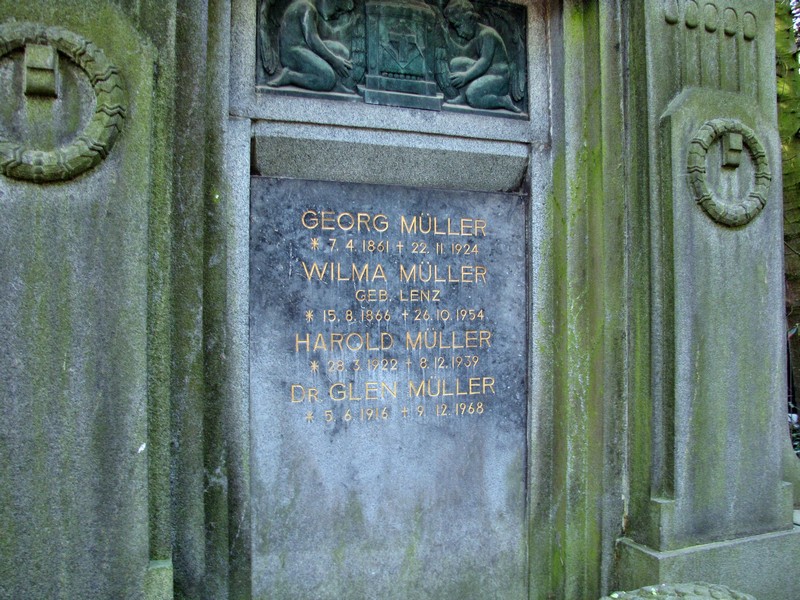 GEORG MÜLLER
* 7. 4. 1861 † 22. 11. 1924
WILMA MÜLLER
GEB. LENZ
* 15. 8. 1866 † 26. 10. 1954
HAROLD MÜLLER
* 28. 3. 1922 † 8. 12. 1939
DR. GLEN MÜLLER
* 5. 6. 1916 † 9. 12. 1968